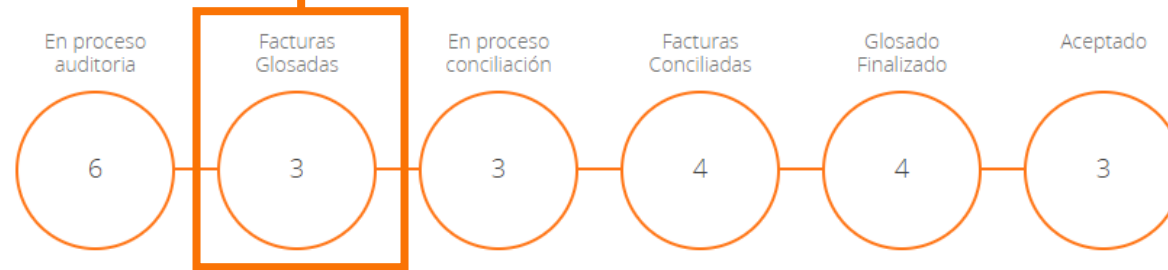 En proceso
auditoria
Facturas
Glosadas
En proceso
conciliación
Facturas
Conciliadas
Glosado
Finalizado
Aceptado
6
3
3
4
4
3